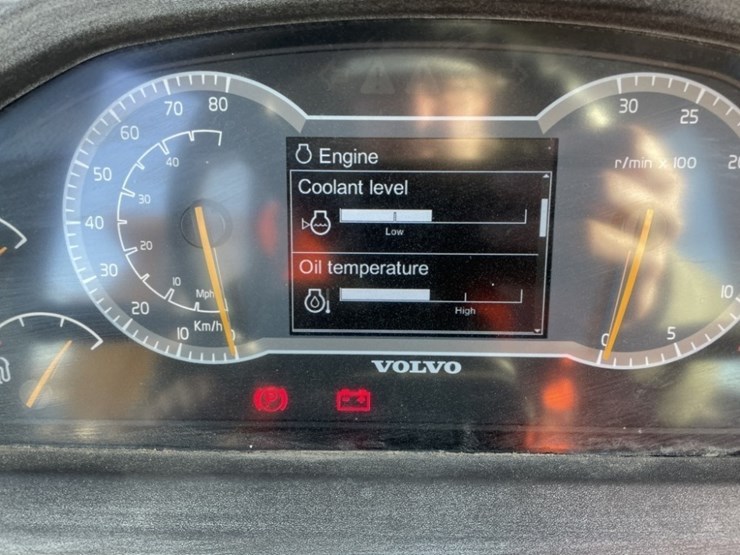 80
70
60
50
40
30
20
10
Km/h
40
30
20
10
Mph
Engine
Coolant level
Low
Oil temperature
High
30
25
r/min x 100
10
5
0
VOLVO
P